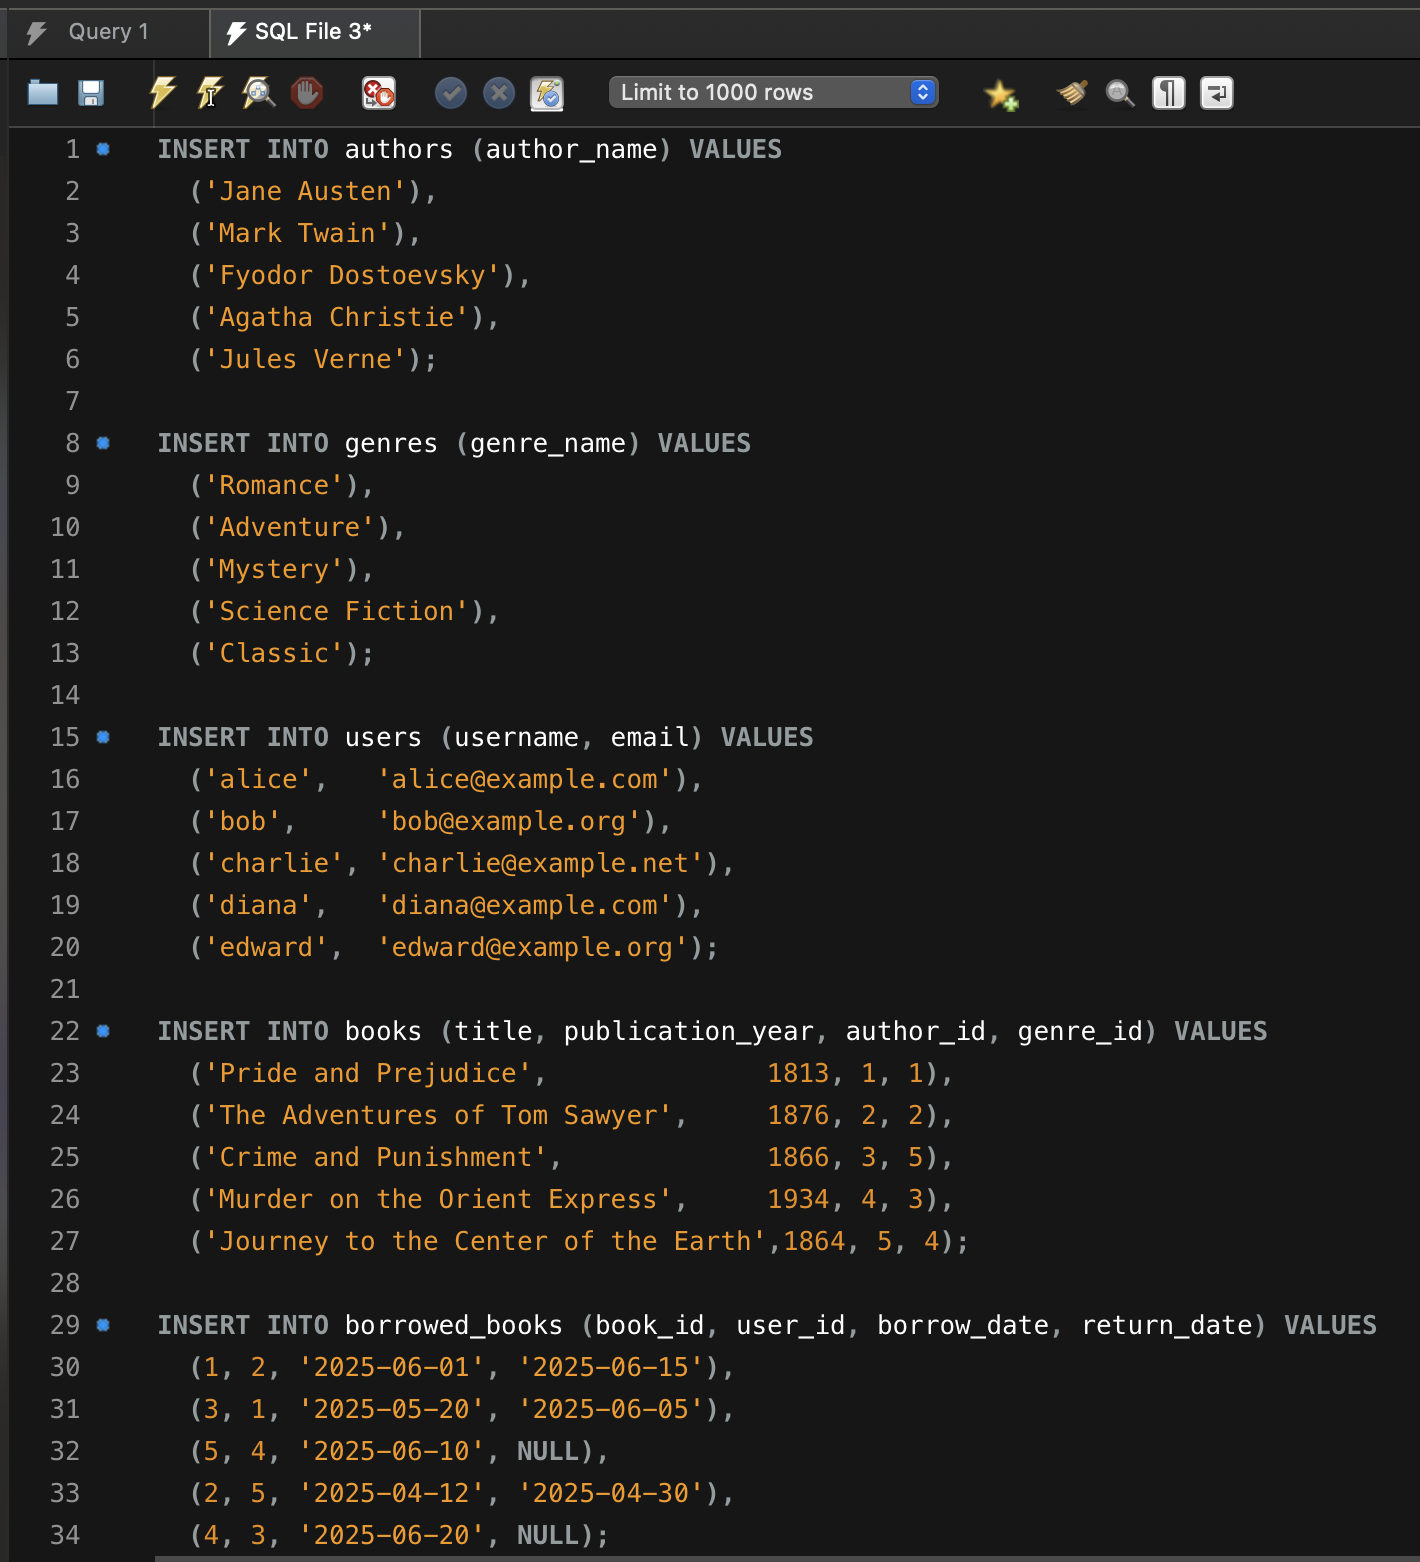 Query 1
SQL File 3*
Limit to 1000 rows
1 INSERT INTO authors (author_name) VALUES
2 ('Jane Austen'),
3 ('Mark Twain'),
4 ('Fyodor Dostoevsky'),
5 ('Agatha Christie'),
6 ('Jules Verne');
7
8 INSERT INTO genres (genre_name) VALUES
9 ('Romance'),
10 ('Adventure'),
11 ('Mystery'),
12 ('Science Fiction'),
13 ('Classic');
14
15 INSERT INTO users (username, email) VALUES
16 ('alice',   'alice@example.com'),
17 ('bob',     'bob@example.org'),
18 ('charlie', 'charlie@example.net'),
19 ('diana',   'diana@example.com'),
20 ('edward',  'edward@example.org');
21
22 INSERT INTO books (title, publication_year, author_id, genre_id) VALUES
23 ('Pride and Prejudice',              1813, 1, 1),
24 ('The Adventures of Tom Sawyer',     1876, 2, 2),
25 ('Crime and Punishment',             1866, 3, 5),
26 ('Murder on the Orient Express',     1934, 4, 3),
27 ('Journey to the Center of the Earth',1864, 5, 4);
28
29 INSERT INTO borrowed_books (book_id, user_id, borrow_date, return_date) VALUES
30 (1, 2, '2025-06-01', '2025-06-15'),
31 (3, 1, '2025-05-20', '2025-06-05'),
32 (5, 4, '2025-06-10', NULL),
33 (2, 5, '2025-04-12', '2025-04-30'),
34 (4, 3, '2025-06-20', NULL);